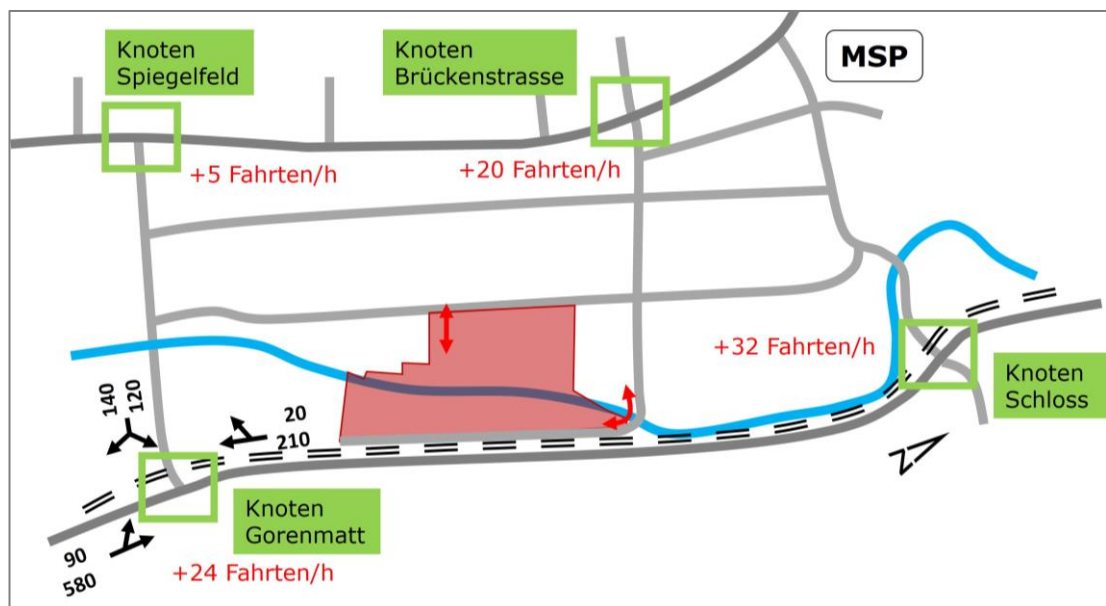 Knoten
Spiegelfeld
Knoten
Brückenstrasse
MSP
+5 Fahrten/h
+20 Fahrten/h
+32 Fahrten/h
Knoten
Schloss
140
120
20
210
N
Knoten
Gorenmatt
90
580
+24 Fahrten/h